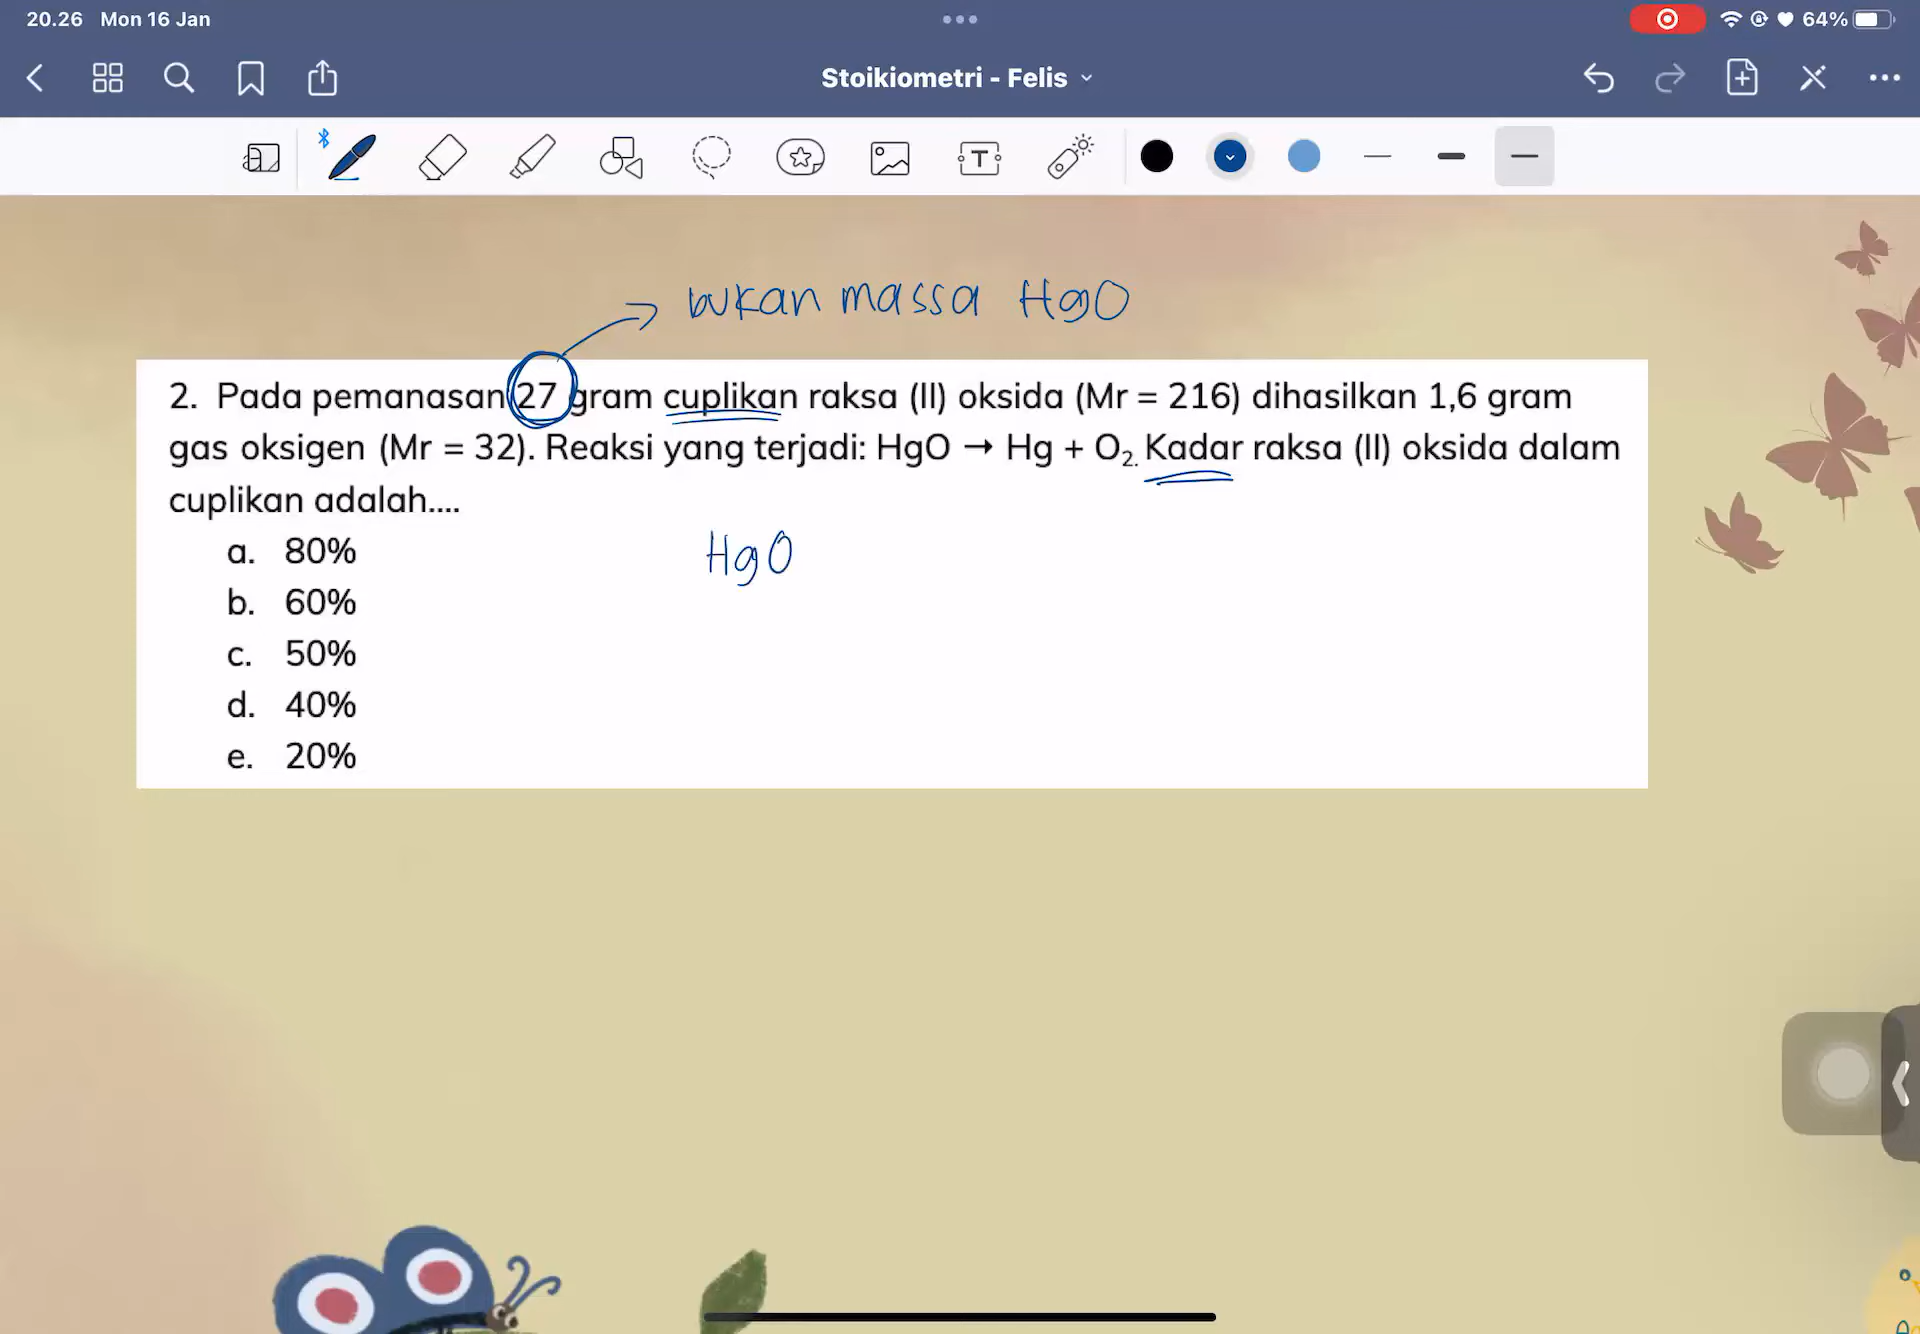 20.26 Mon 16 Jan
64%
Stoikiometri - Felis
bukan massa HgO
2. Pada pemanasan 27 gram cuplikan raksa (II) oksida (Mr = 216) dihasilkan 1,6 gram
gas oksigen (Mr = 32). Reaksi yang terjadi: HgO → Hg + O₂. Kadar raksa (II) oksida dalam
cuplikan adalah....
a. 80%
HgO
b. 60%
c. 50%
d. 40%
e. 20%